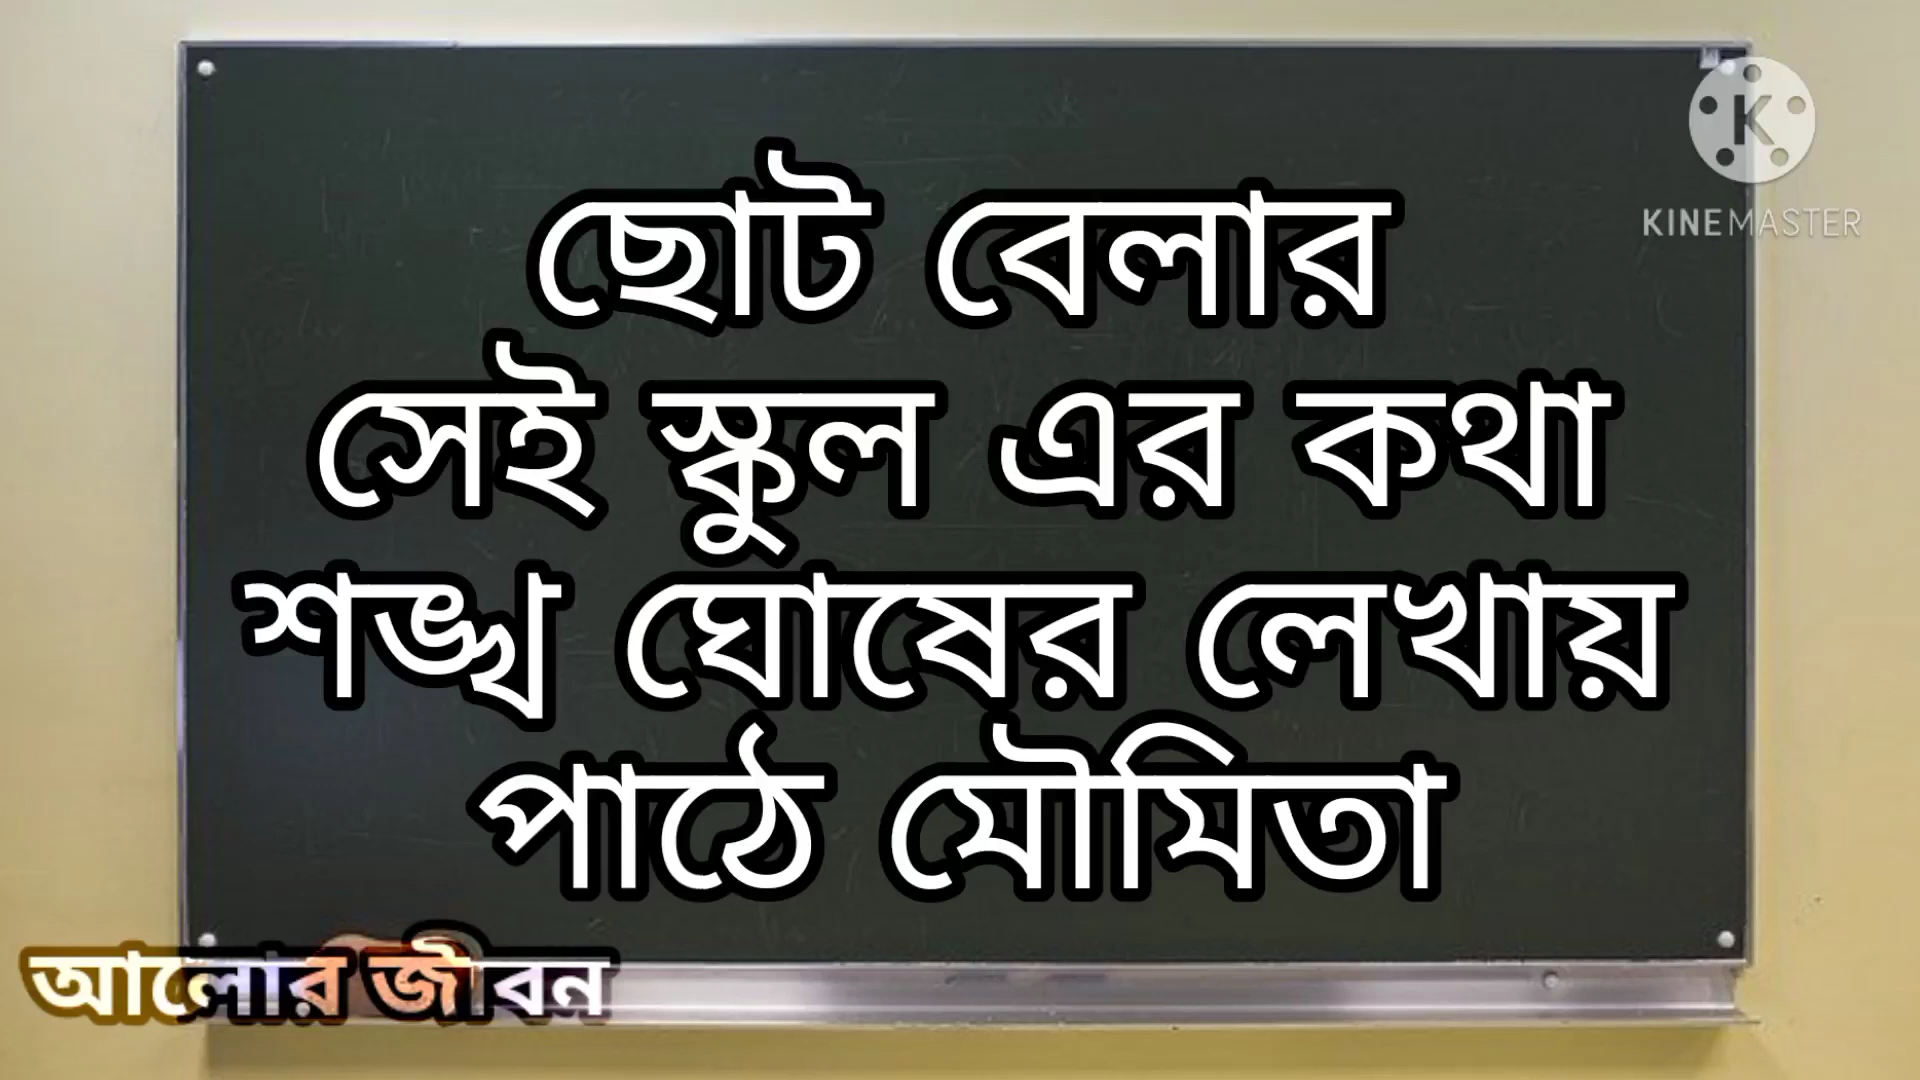 ছোট বেলার
সেই স্কুল এর কথা
শঙ্খ ঘোষের লেখায়
পাঠে মৌমিতা
আলোর জীবন
K
KINEMASTER